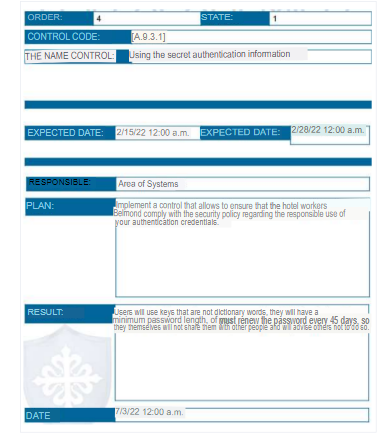 ORDER: 4 STATE: 1
CONTROL CODE: [A.9.3.1]
THE NAME CONTROL: Using the secret authentication information
EXPECTED DATE: 2/15/22 12:00 a.m. EXPECTED DATE: 2/28/22 12:00 a.m.
RESPONSIBLE: Area of Systems
PLAN: Implement a control that allows to ensure that the hotel workers
Belmond comply with the security policy regarding the responsible use of
your authentication credentials.
RESULT: Users will use keys that are not dictionary words, they will have a
minimum password length, of must renew the password every 45 days, so
they themselves will not share them with other people and will advise others not to do so.
DATE 7/3/22 12:00 a.m.